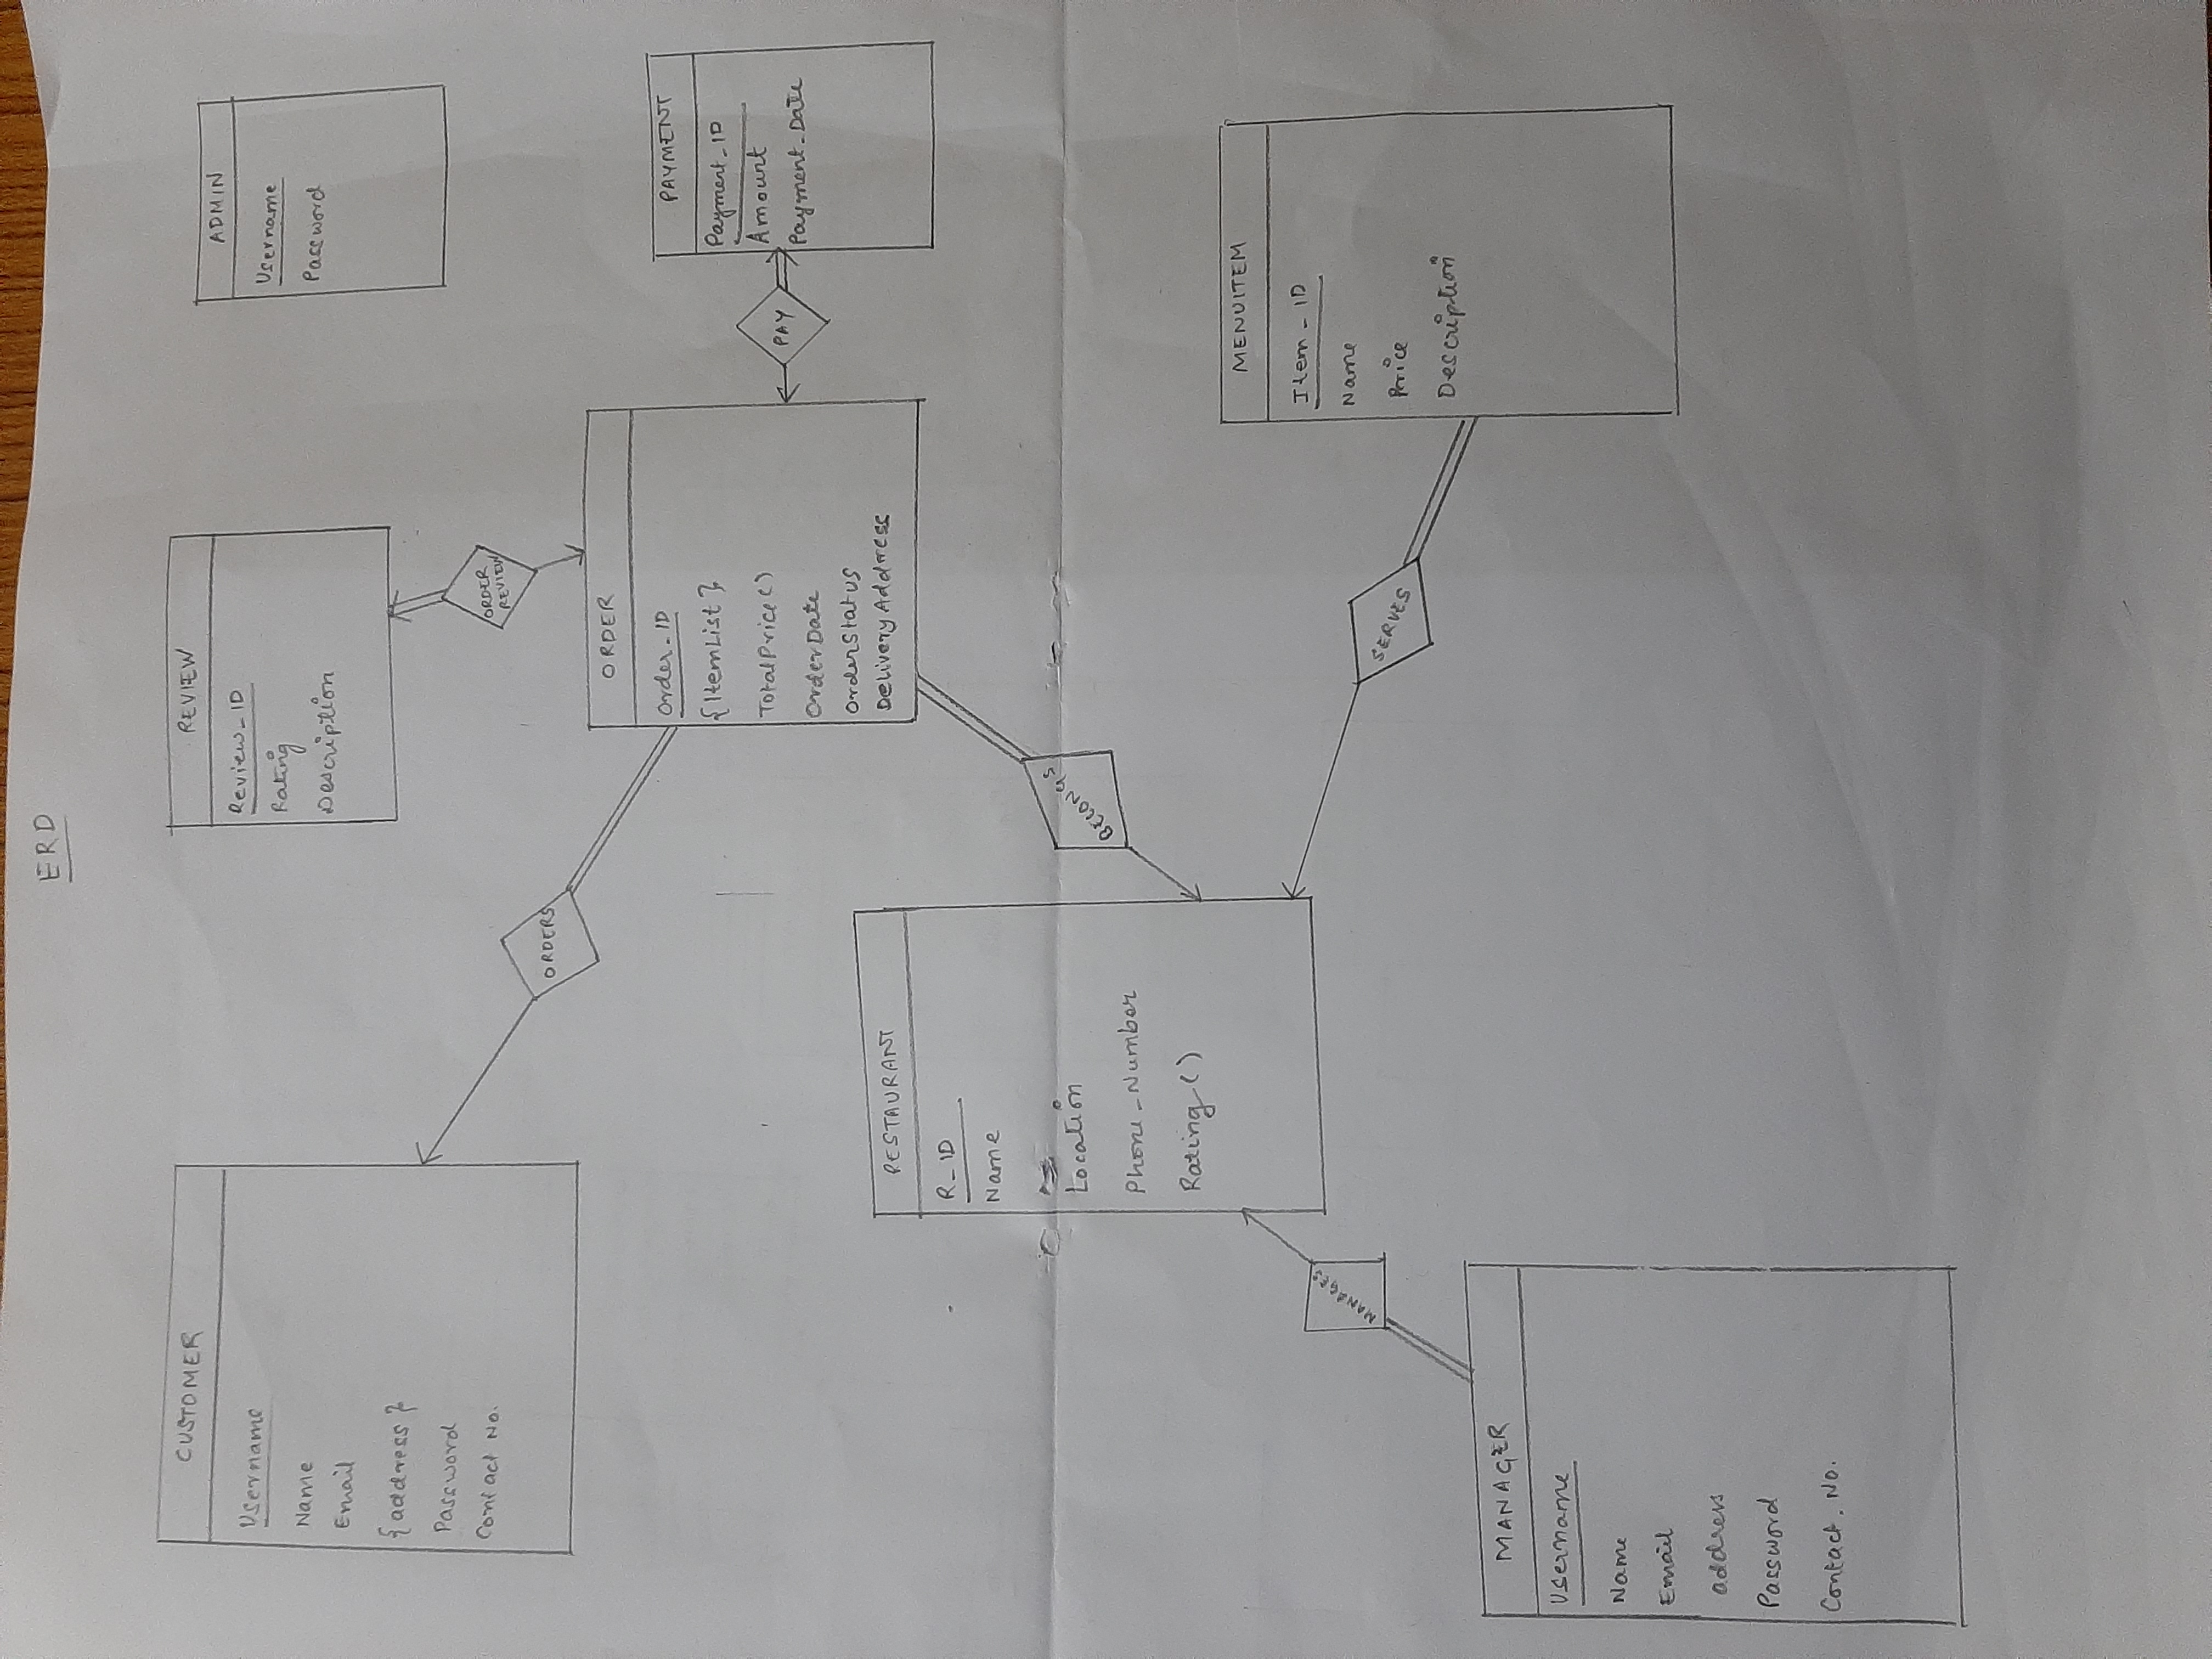 ERD
CUSTOMER
Username
Name
Email
{address}
Password
Contact No.
REVIEW
Review_ID
Rating
Description
ADMIN
Username
Password
ORDERS
ORDER
REVIEW
ORDER
Order_ID
{ItemList}
TotalPrice()
OrderDate
OrderStatus
DeliveryAddress
PAY
PAYMENT
Payment_ID
Amount
Payment_Date
RESTAURANT
R_ID
Name
Location
Phone_Number
Rating()
BELONGS
MANAGES
SERVES
MENUITEM
Item_ID
Name
Price
Description
MANAGER
Username
Name
Email
address
Password
Contact. No.